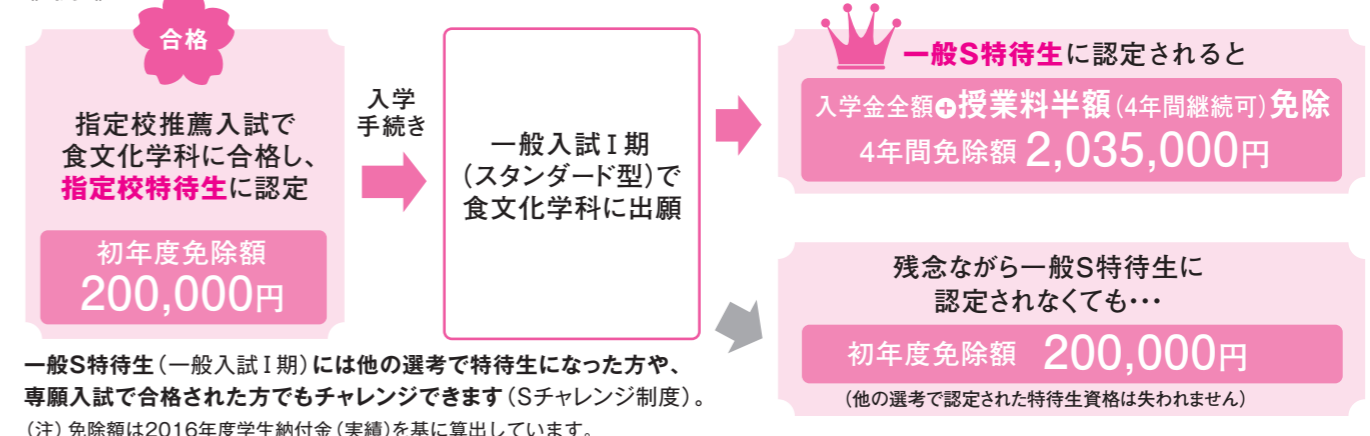 合格
指定校推薦入試で
食文化学科に合格し、
指定校特待生に認定
初年度免除額
200,000円
入学
手続き
一般入試Ⅰ期
(スタンダード型)で
食文化学科に出願
一般S特待生に認定されると
入学金全額+授業料半額(4年間継続可)免除
4年間免除額 2,035,000円
残念ながら一般S特待生に
認定されなくても・・・
初年度免除額 200,000円
(他の選考で認定された特待生資格は失われません)
一般S特待生(一般入試Ⅰ期)には他の選考で特待生になった方や、
専願入試で合格された方でもチャレンジできます(Sチャレンジ制度)。
(注)免除額は2016年度学生納付金(実績)を基に算出しています。